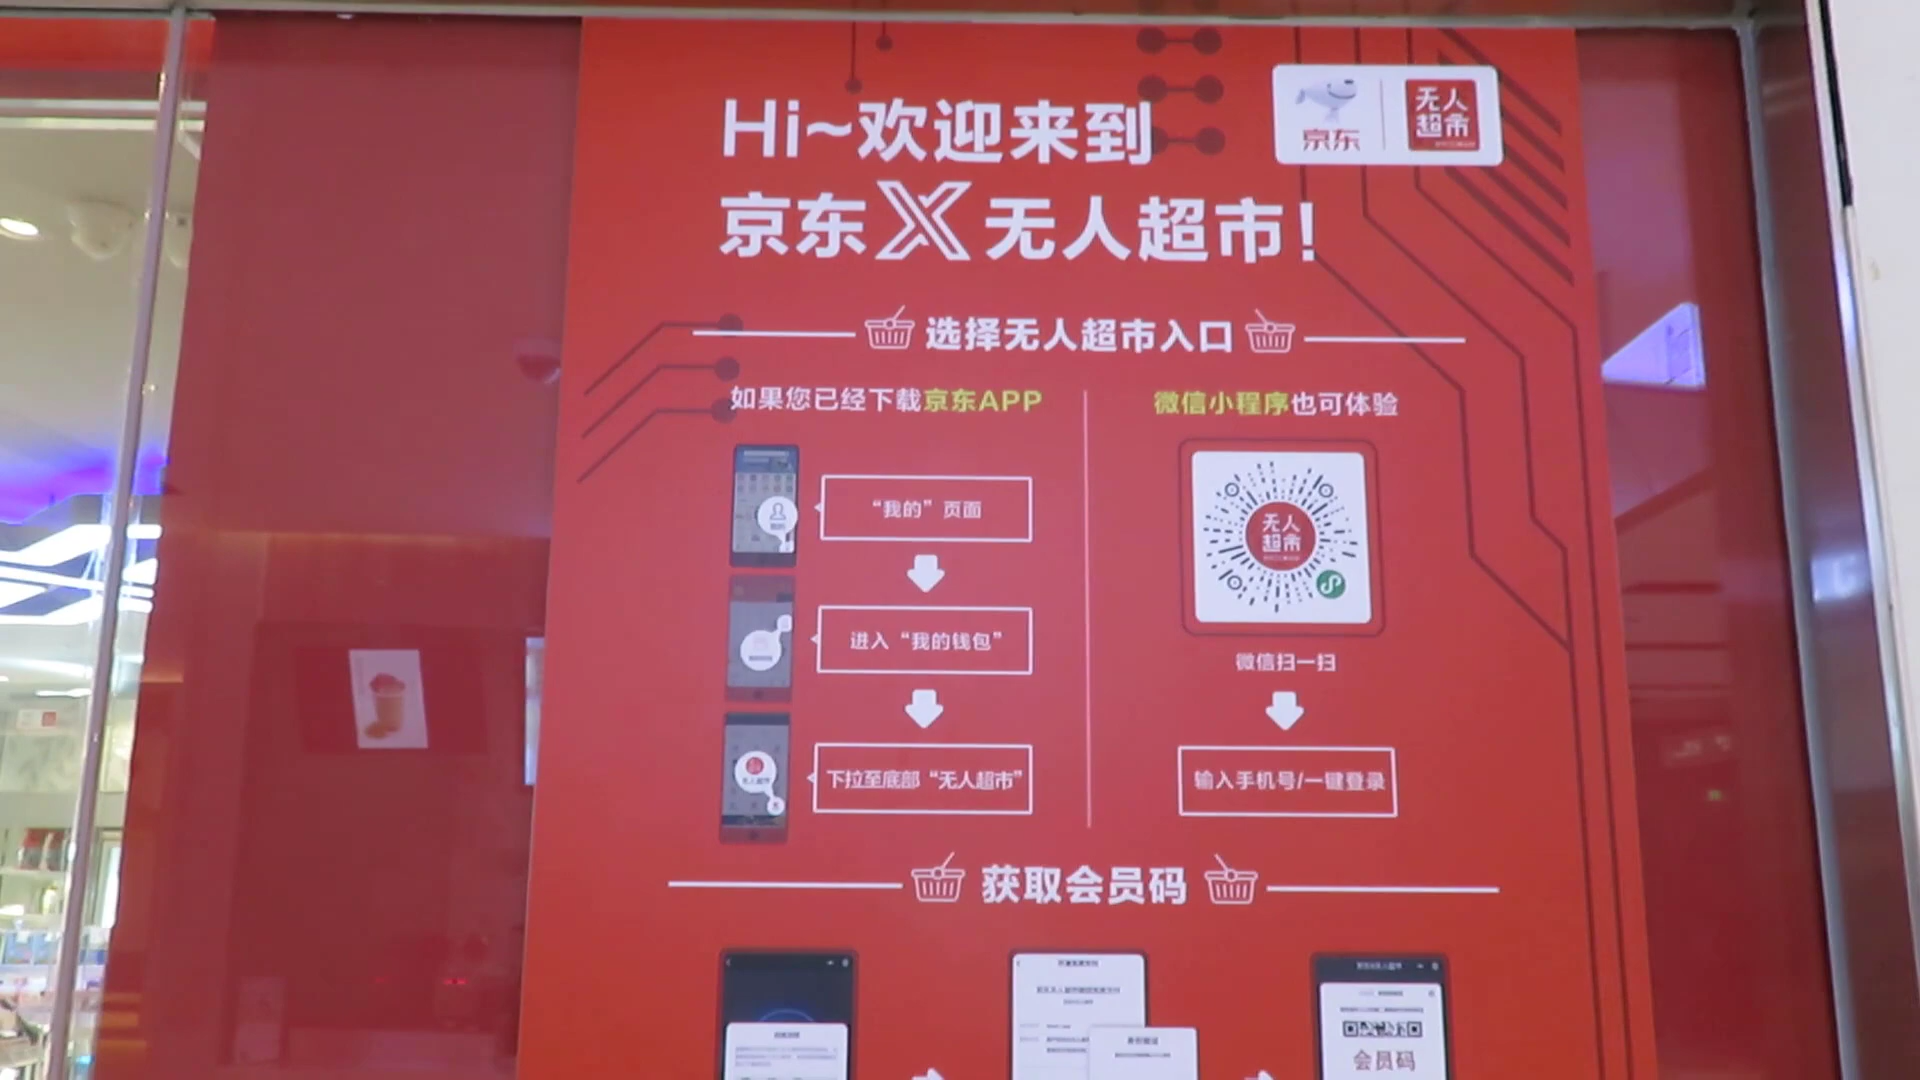 Hi~欢迎来到
京东 无人超市
京东X无人超市!
选择无人超市入口
如果您已经下载京东APP
微信小程序也可体验
“我的”页面
进入“我的钱包”
下拉至底部“无人超市”
无人超市
微信扫一扫
输入手机号/一键登录
获取会员码
会员码